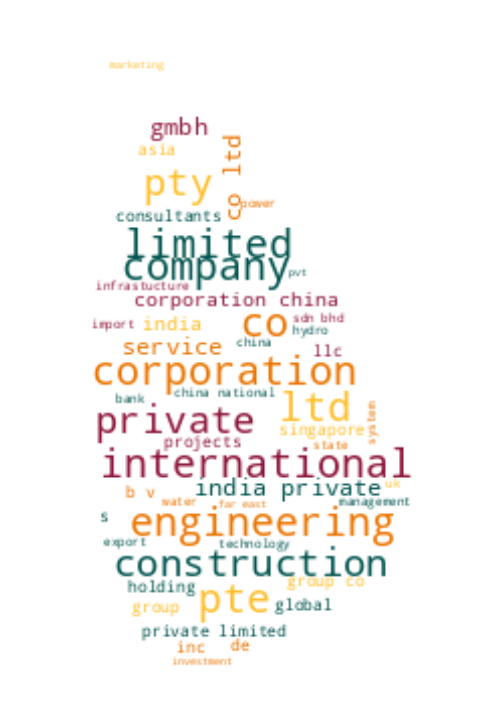 marketing
gmbh
co ltd
asia
pty
power
consultants
limited
company
pvt
infrastucture
corporation china
import
india
co
sdn bhd
hydro
service
china
llc
corporation
china national
bank
ltd
private
system
singapore
projects
state
international
india private
uk
b v
water
far east
management
s
engineering
export
technology
construction
holding
group co
pte
group
global
private limited
inc
de
investment